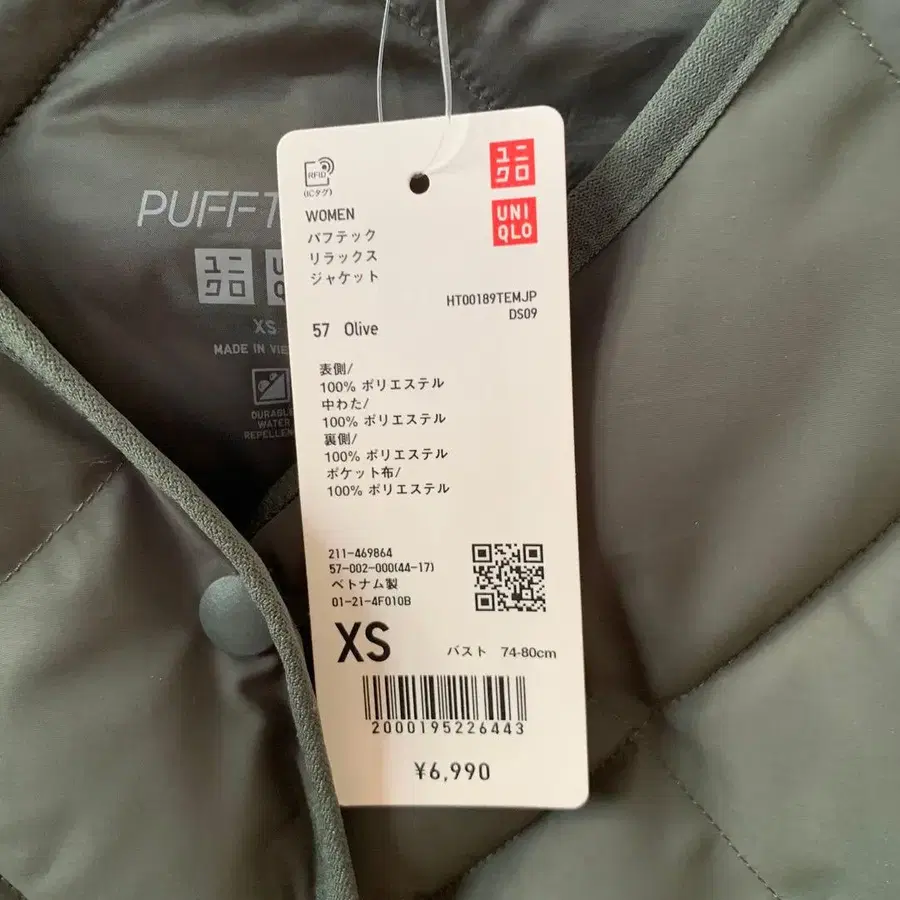 RFID
(ICタグ)
ユニ
クロ
UNI
QLO
WOMEN
パフテック
リラックス
ジャケット
HT00189TEMJP
DS09
57 Olive
表側/
100% ポリエステル
中わた/
100% ポリエステル
裏側/
100% ポリエステル
ポケット布/
100% ポリエステル
211-469864
57-002-000(44-17)
ベトナム製
01-21-4F010B
XS
バスト 74-80cm
2000195226443
¥6,990
PUFFT
ユニ
クロ
XS
MADE IN VIE
DURABLE
WATER
REPELLEN